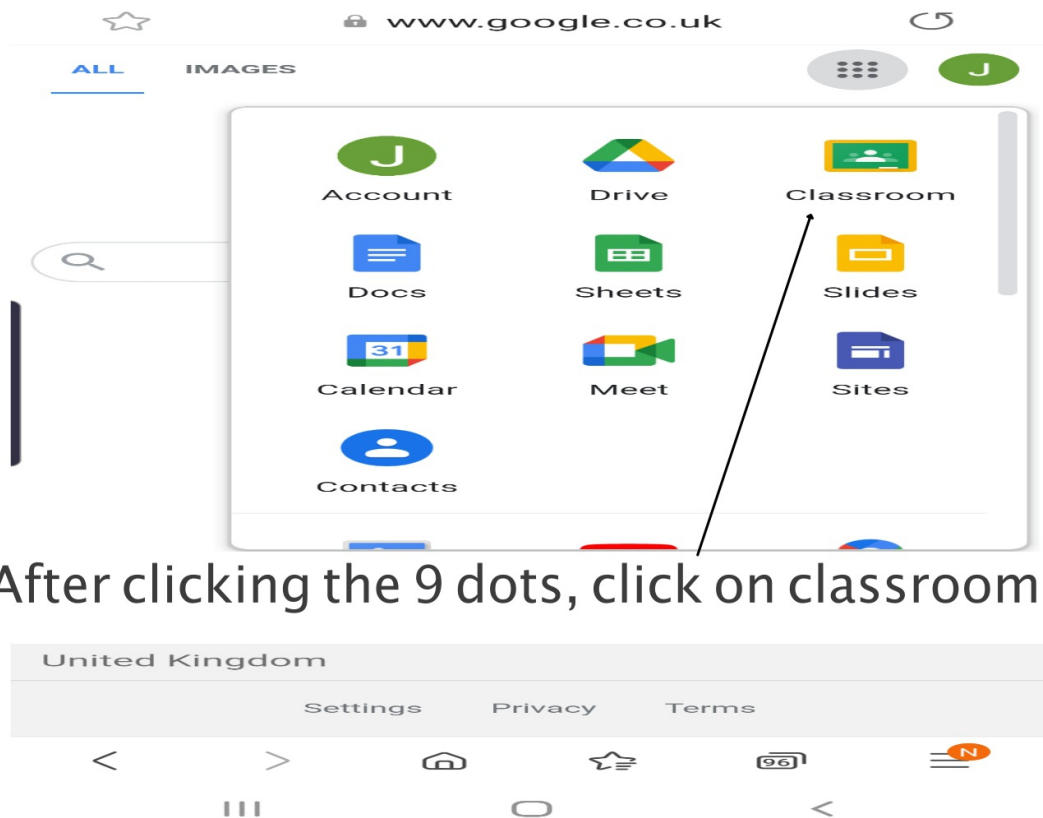 www.google.co.uk
ALL IMAGES
J
J
Account Drive Classroom
Docs Sheets Slides
31
Calendar Meet Sites
Contacts
After clicking the 9 dots, click on classroom
United Kingdom
Settings Privacy Terms
96 N